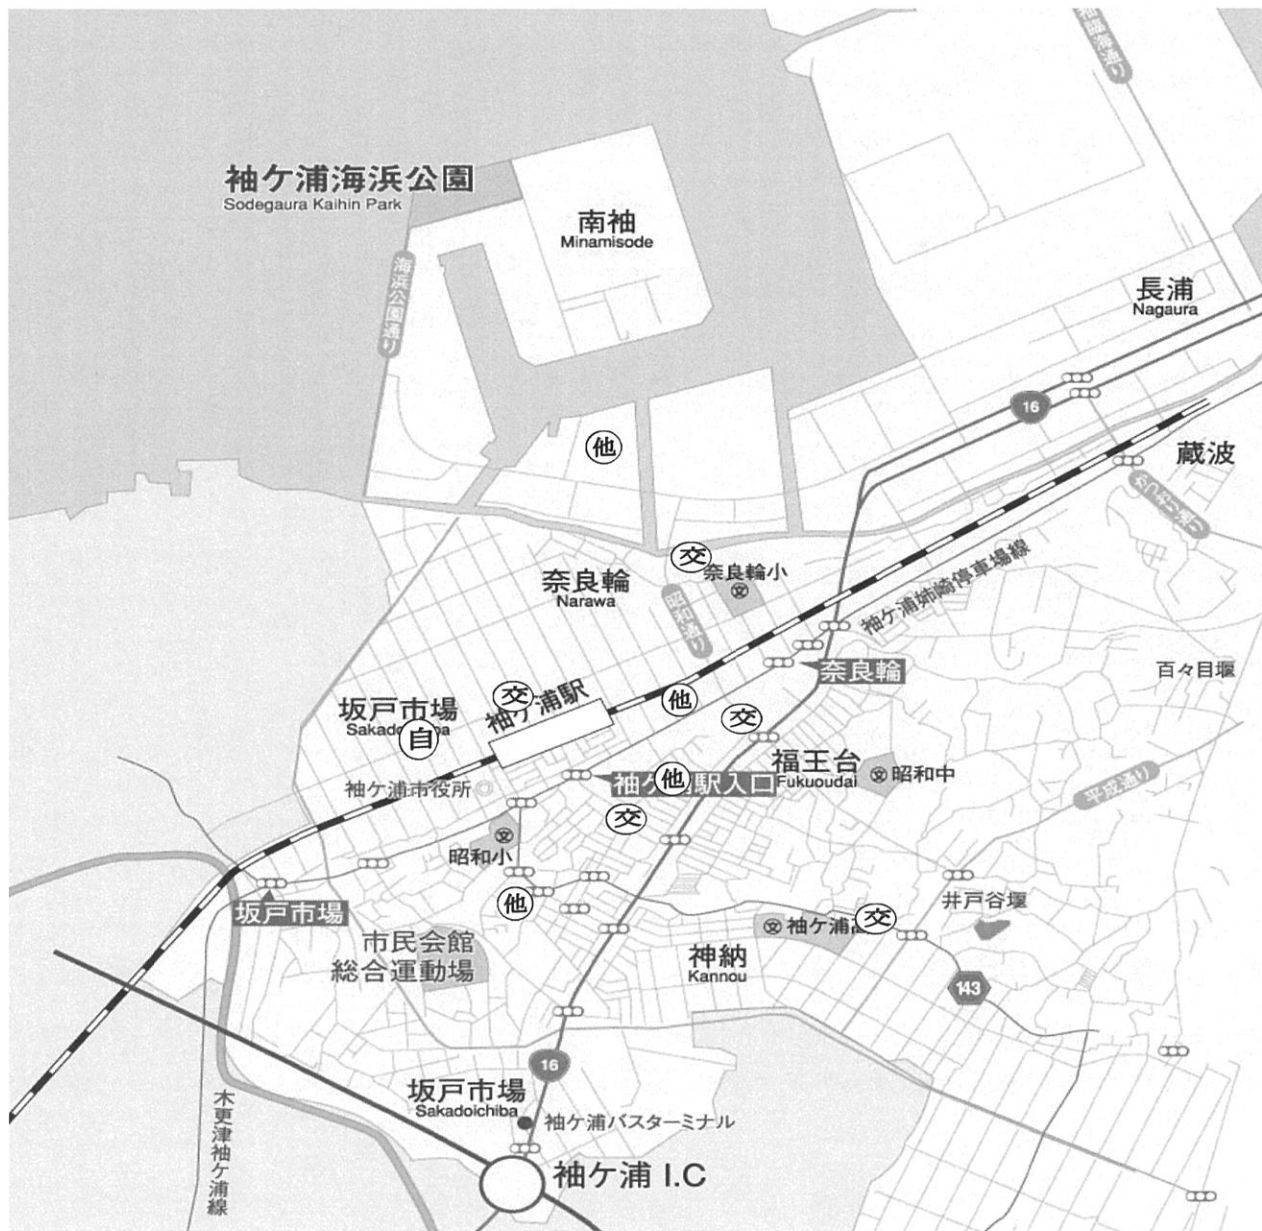 袖ケ浦海浜公園
Sodegaura Kaihin Park
南袖
Minamisode
海浜公園通り
長浦
Nagaura
16
他
蔵波
交
奈良輪小
文
奈良輪
Narawa
昭和通り
袖ケ浦姉崎停車場線
奈良輪
百々目堰
交
袖ケ浦駅
他
交
坂戸市場
自
福王台
Fukuoudai
文
昭和中
平成通り
袖ケ浦市役所
他
交
文
昭和小
坂戸市場
他
井戸谷堰
文
交
市民会館
総合運動場
神納
Kannou
143
16
坂戸市場
Sakadoichiba
袖ケ浦バスターミナル
木更津袖ケ浦線
袖ケ浦 I.C